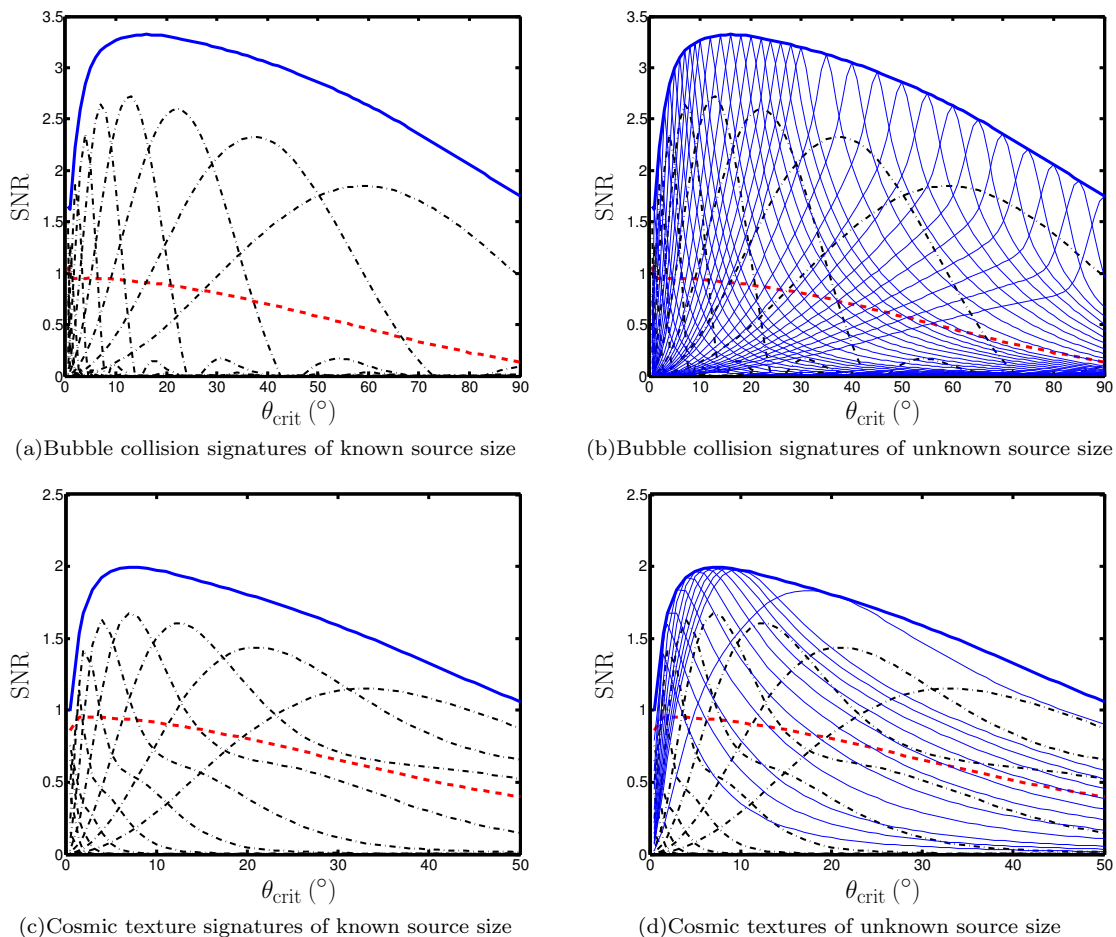 3.5
3
2.5
2
1.5
1
0.5
0
SNR
0 10 20 30 40 50 60 70 80 90
θcrit (°)
(a)Bubble collision signatures of known source size
3.5
3
2.5
2
1.5
1
0.5
0
SNR
0 10 20 30 40 50 60 70 80 90
θcrit (°)
(b)Bubble collision signatures of unknown source size
2.5
2
1.5
1
0.5
0
SNR
0 10 20 30 40 50
θcrit (°)
(c)Cosmic texture signatures of known source size
2.5
2
1.5
1
0.5
0
SNR
0 10 20 30 40 50
θcrit (°)
(d)Cosmic textures of unknown source size